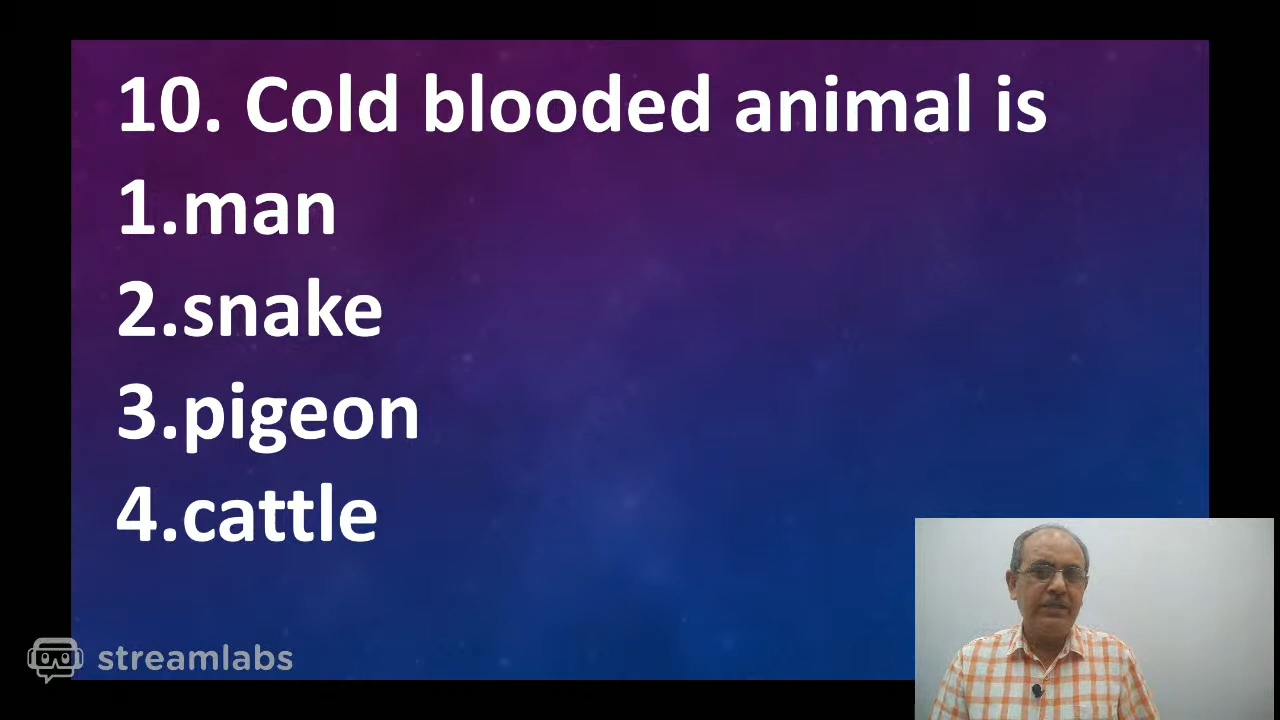 10. Cold blooded animal is
1.man
2.snake
3.pigeon
4.cattle
streamlabs